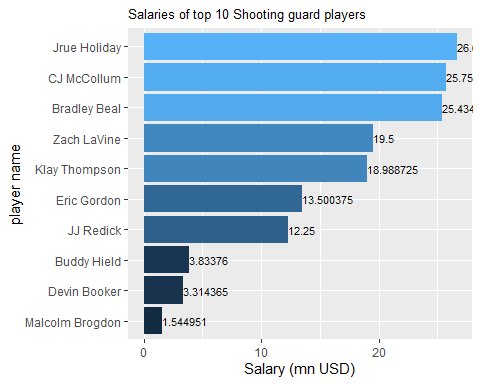 Salaries of top 10 Shooting guard players
player name
Jrue Holiday
CJ McCollum 25.75
Bradley Beal 25.434
Zach LaVine 19.5
Klay Thompson 18.988725
Eric Gordon 13.500375
JJ Redick 12.25
Buddy Hield 3.83376
Devin Booker 3.314365
Malcolm Brogdon 1.544951
0 10 20
Salary (mn USD)